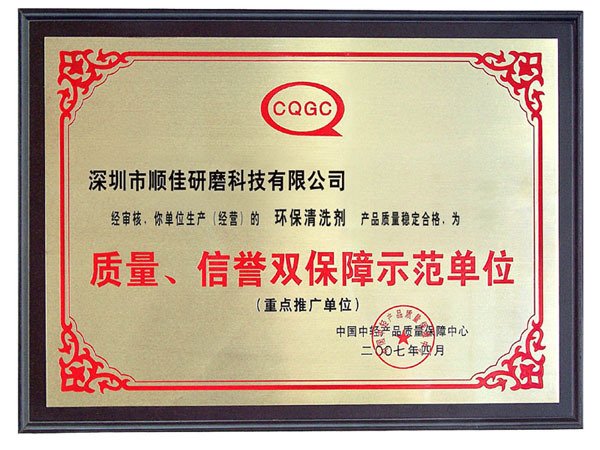 CQGC
深圳市顺佳研磨科技有限公司
经审核、你单位生产（经营）的 环保清洗剂 产品质量稳定合格，为
质量、信誉双保障示范单位
（重点推广单位）
中国中轻产品质量保障中心
二〇〇七年四月